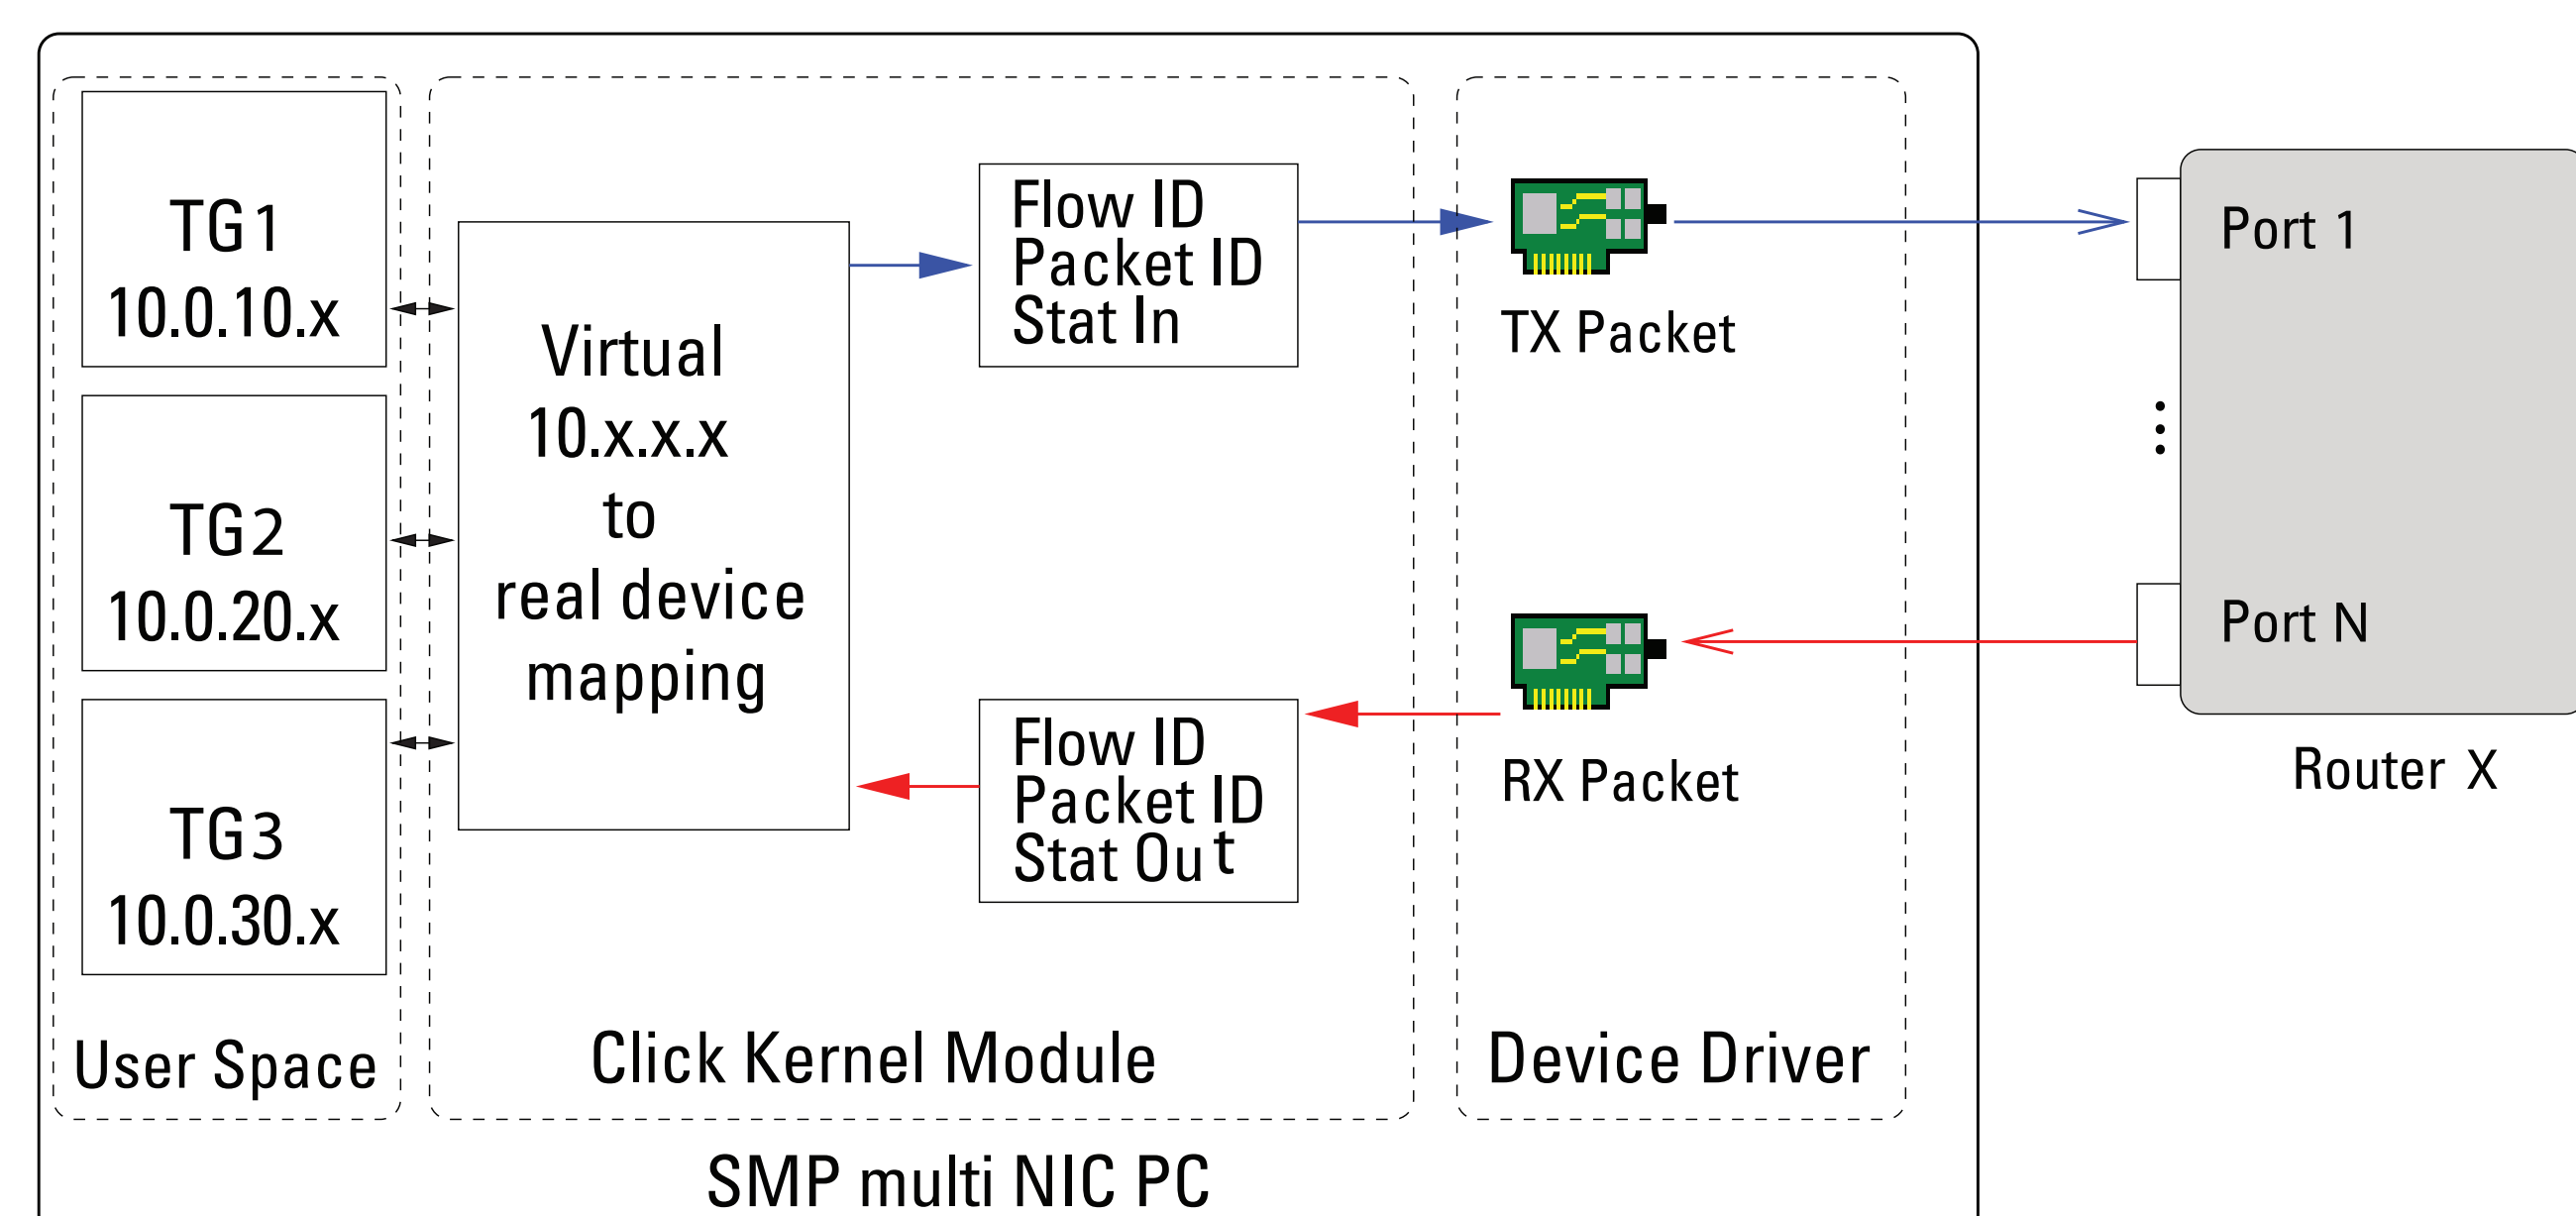 TG1
10.0.10.x
TG2
10.0.20.x
TG3
10.0.30.x
User Space
Virtual
10.x.x.x
to
real device
mapping
Flow ID
Packet ID
Stat In
Flow ID
Packet ID
Stat Out
Click Kernel Module
TX Packet
RX Packet
Device Driver
SMP multi NIC PC
Port 1
Port N
Router X